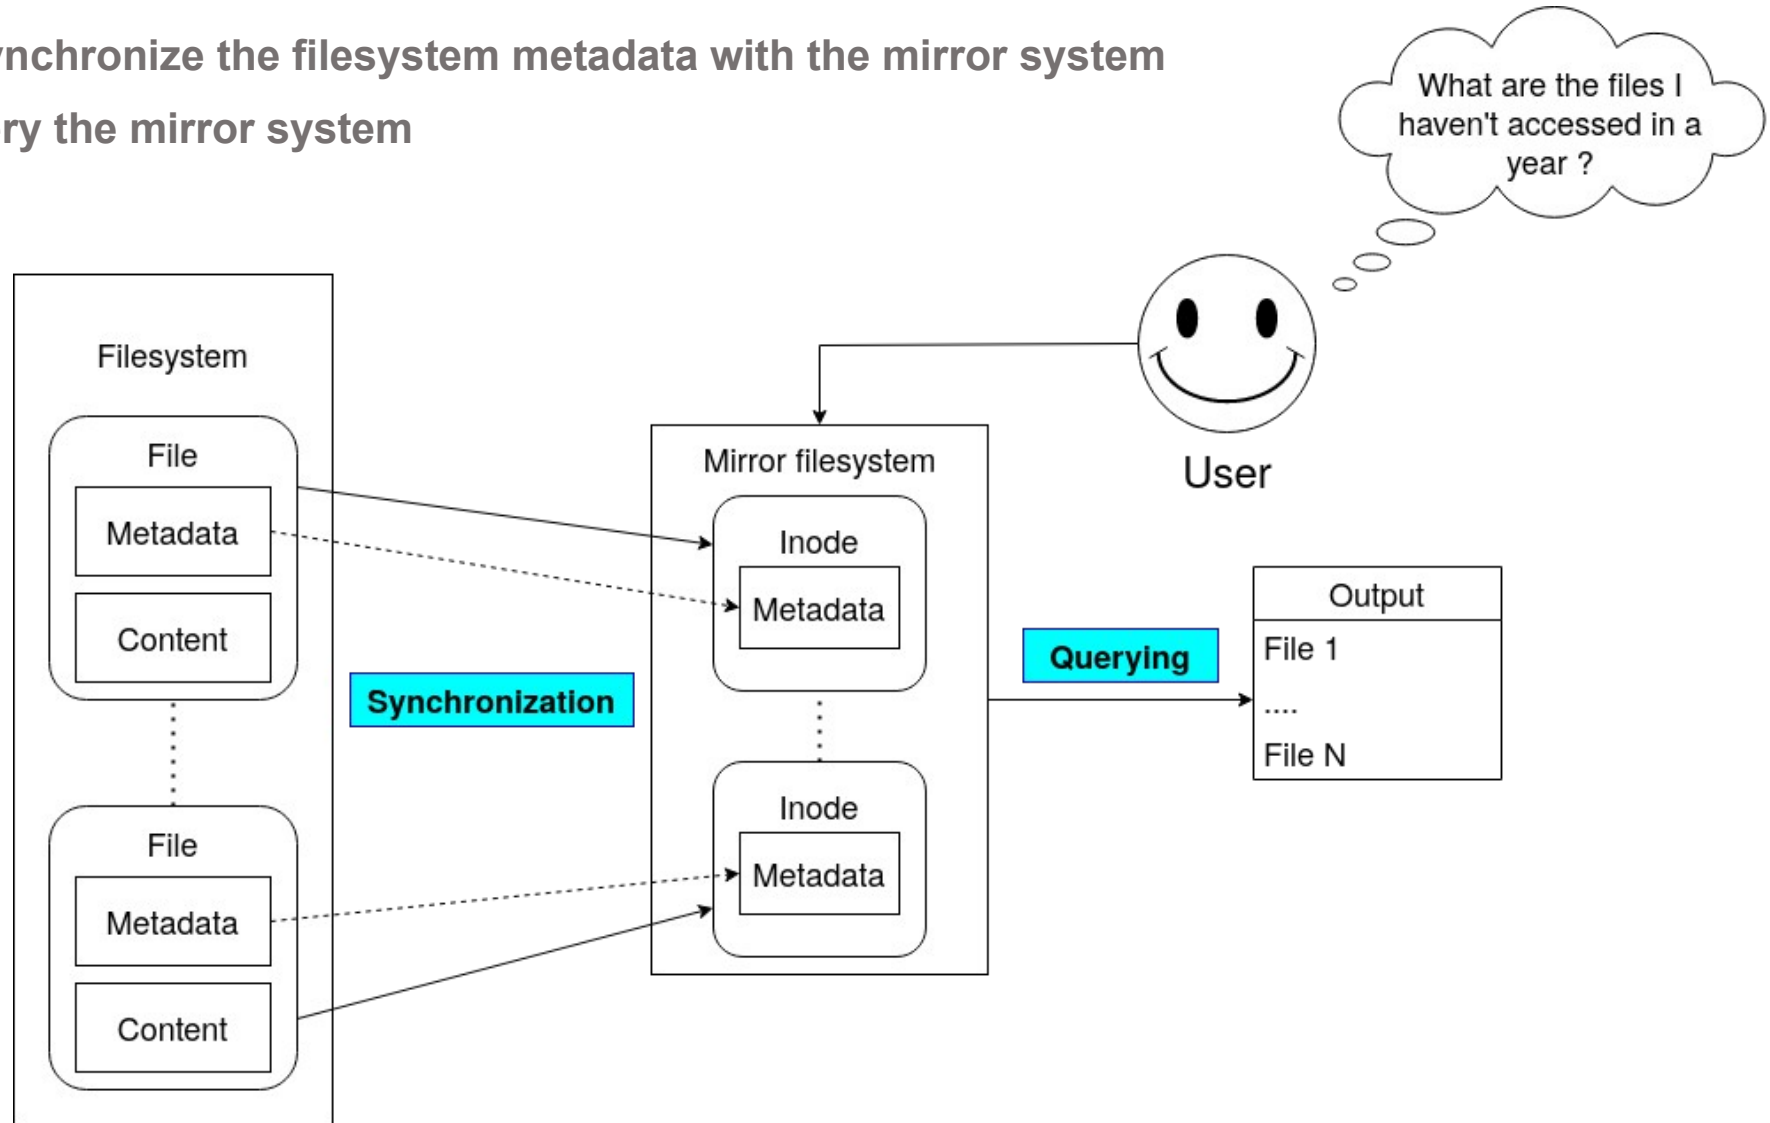 ynchronize the filesystem metadata with the mirror system
ry the mirror system
What are the files I
haven't accessed in a
year ?
Filesystem
File
Metadata
Content
File
Metadata
Content
Synchronization
Mirror filesystem
Inode
Metadata
Inode
Metadata
User
Querying
Output
File 1
....
File N